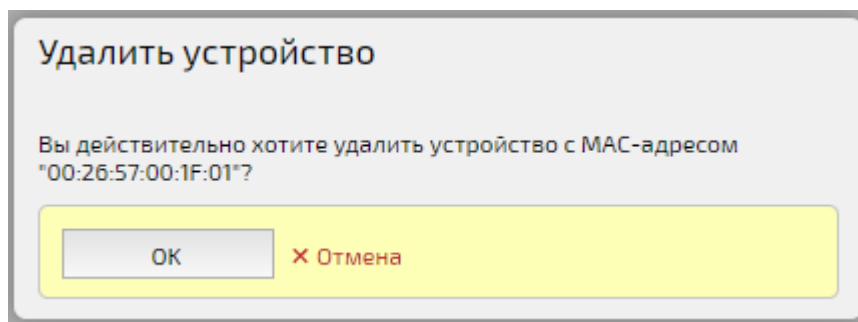 Удалить устройство
Вы действительно хотите удалить устройство с MAC-адресом
"00:26:57:00:1F:01"?
OK
× Отмена